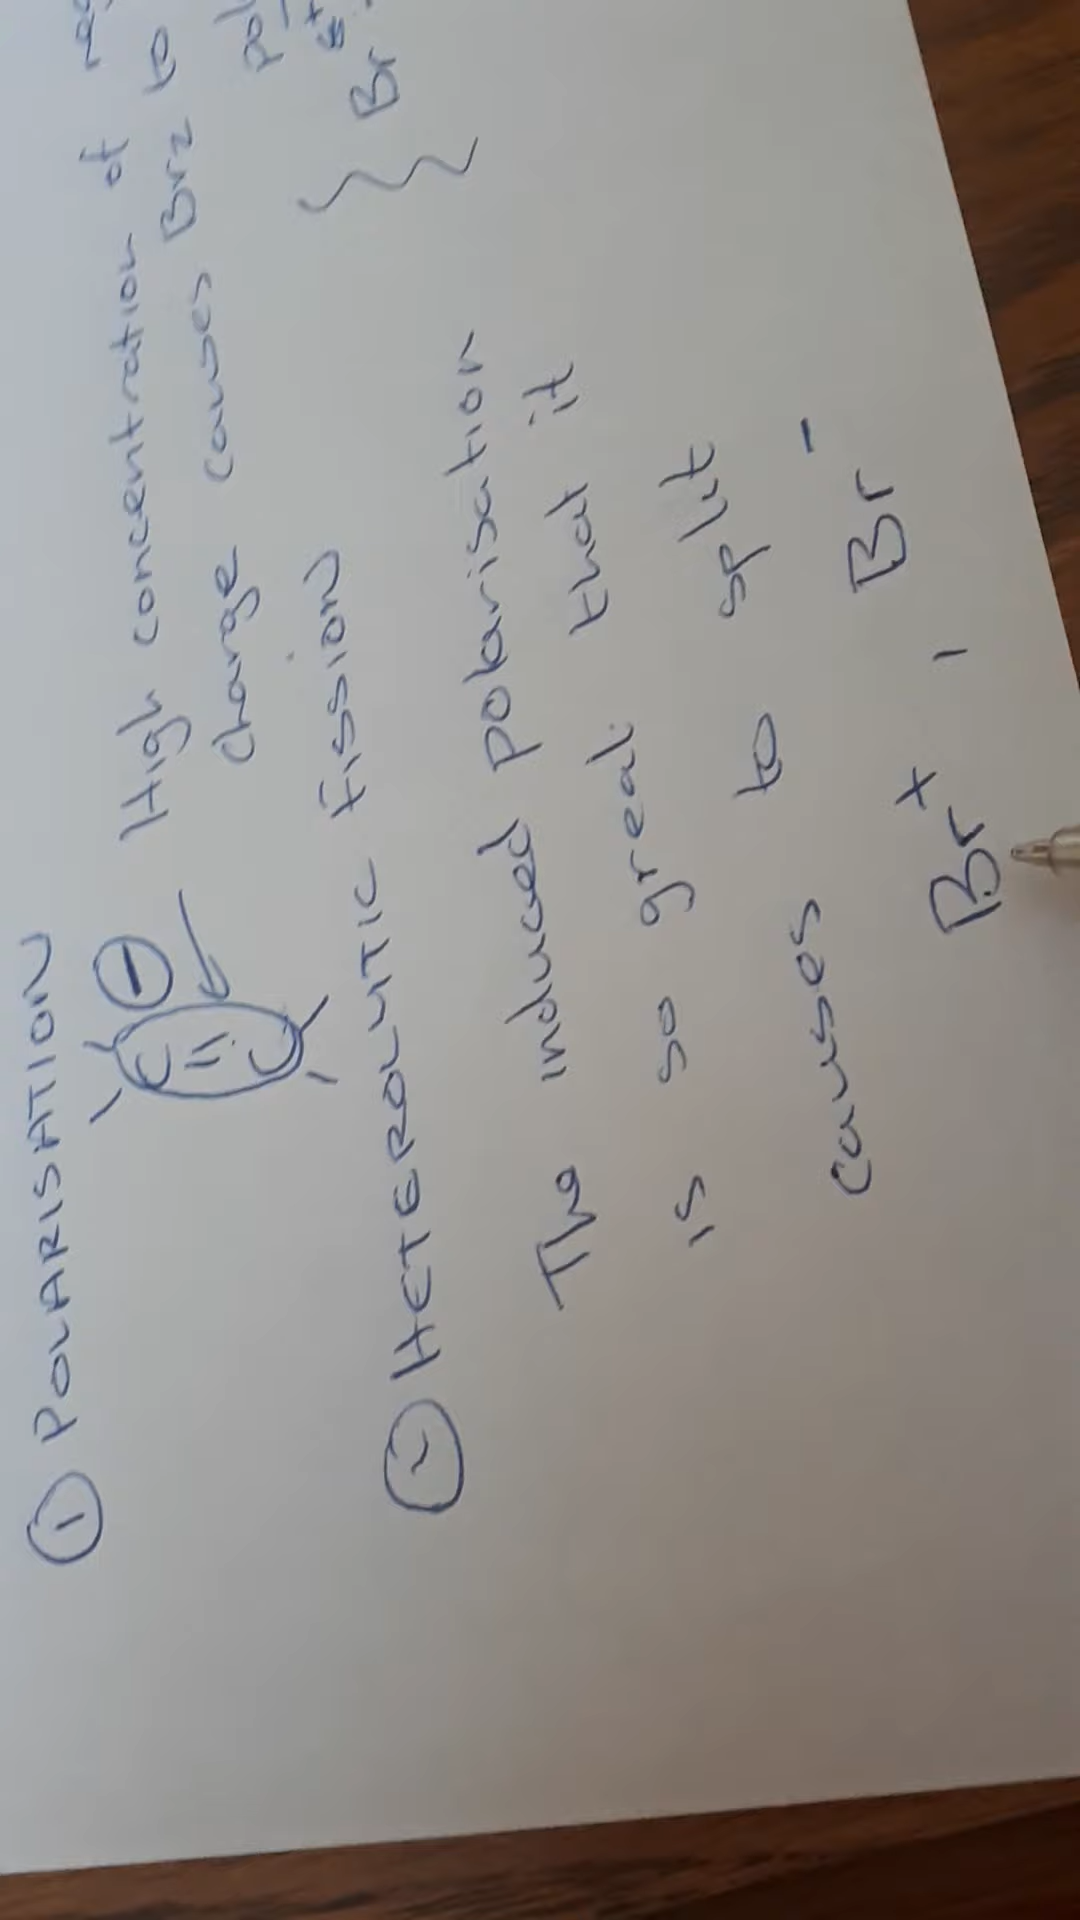 ① POLARISATION
⊖ High concentration of
C=C charge causes Br2 to
Br
② HETEROLYTIC FISSION
The induced polarisation
is so great that it
causes to split
Br+ , Br-